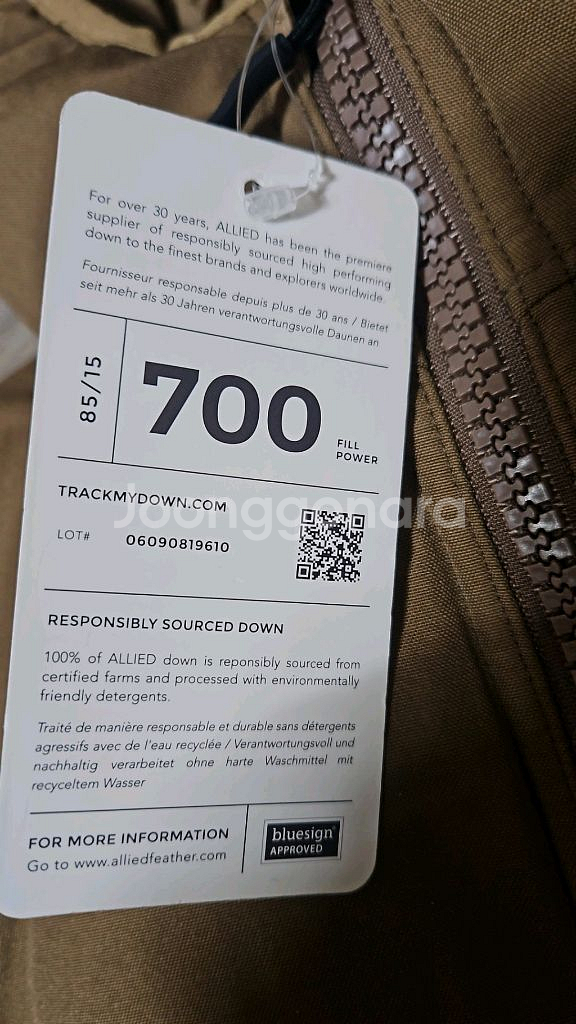 For over 30 years, ALLIED has been the premiere
supplier of responsibly sourced high performing
down to the finest brands and explorers worldwide.
Fournisseur responsable depuis plus de 30 ans / Bietet
seit mehr als 30 Jahren verantwortungsvolle Daunen an
85/15
700
FILL
POWER
TRACKMYDOWN.COM
Joonggonara
LOT#
06090819610
RESPONSIBLY SOURCED DOWN
100% of ALLIED down is reponsibly sourced from
certified farms and processed with environmentally
friendly detergents.
Traité de manière responsable et durable sans détergents
agressifs avec de l'eau recyclée / Verantwortungsvoll und
nachhaltig verarbeitet ohne harte Waschmittel mit
recyceltem Wasser
FOR MORE INFORMATION
Go to www.alliedfeather.com
bluesign®
APPROVED